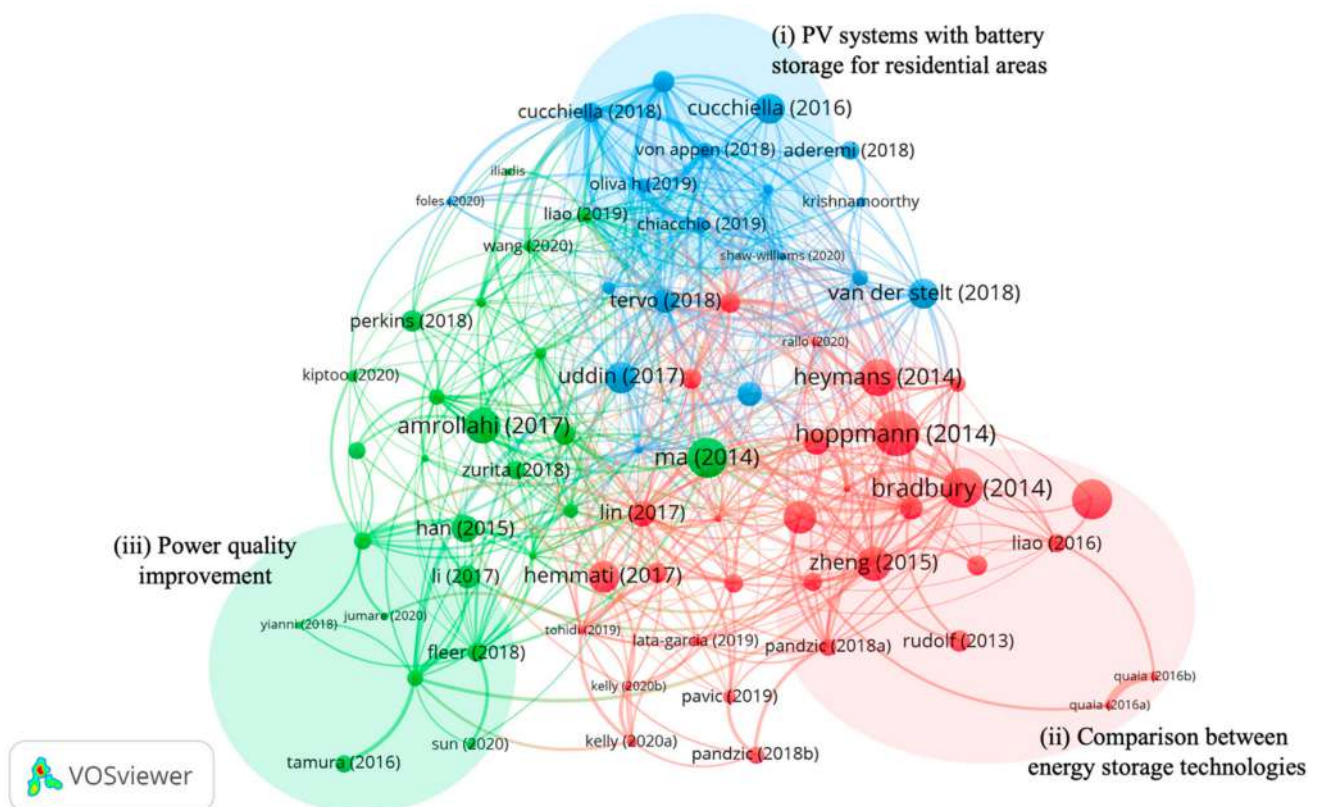 (i) PV systems with battery
storage for residential areas
cucchiella (2018)
cucchiella (2016)
von appen (2018)
aderemi (2018)
iliadis
oliva h (2019)
foles (2020)
liao (2019)
krishnamoorthy
chiacchio (2019)
wang (2020)
shaw-williams (2020)
tervo (2018)
van der stelt (2018)
perkins (2018)
rallo (2020)
kiptoo (2020)
uddin (2017)
heymans (2014)
amrollahi (2017)
hoppmann (2014)
ma (2014)
zurita (2018)
bradbury (2014)
han (2015)
lin (2017)
liao (2016)
(iii) Power quality
improvement
li (2017)
hemmati (2017)
zheng (2015)
yianni (2018)
jumare (2020)
tohidi (2019)
lata-garcia (2019)
pandzic (2018a)
rudolf (2013)
fleer (2018)
quaia (2016b)
kelly (2020b)
pavic (2019)
quaia (2016a)
sun (2020)
kelly (2020a)
pandzic (2018b)
tamura (2016)
(ii) Comparison between
energy storage technologies
VOSviewer